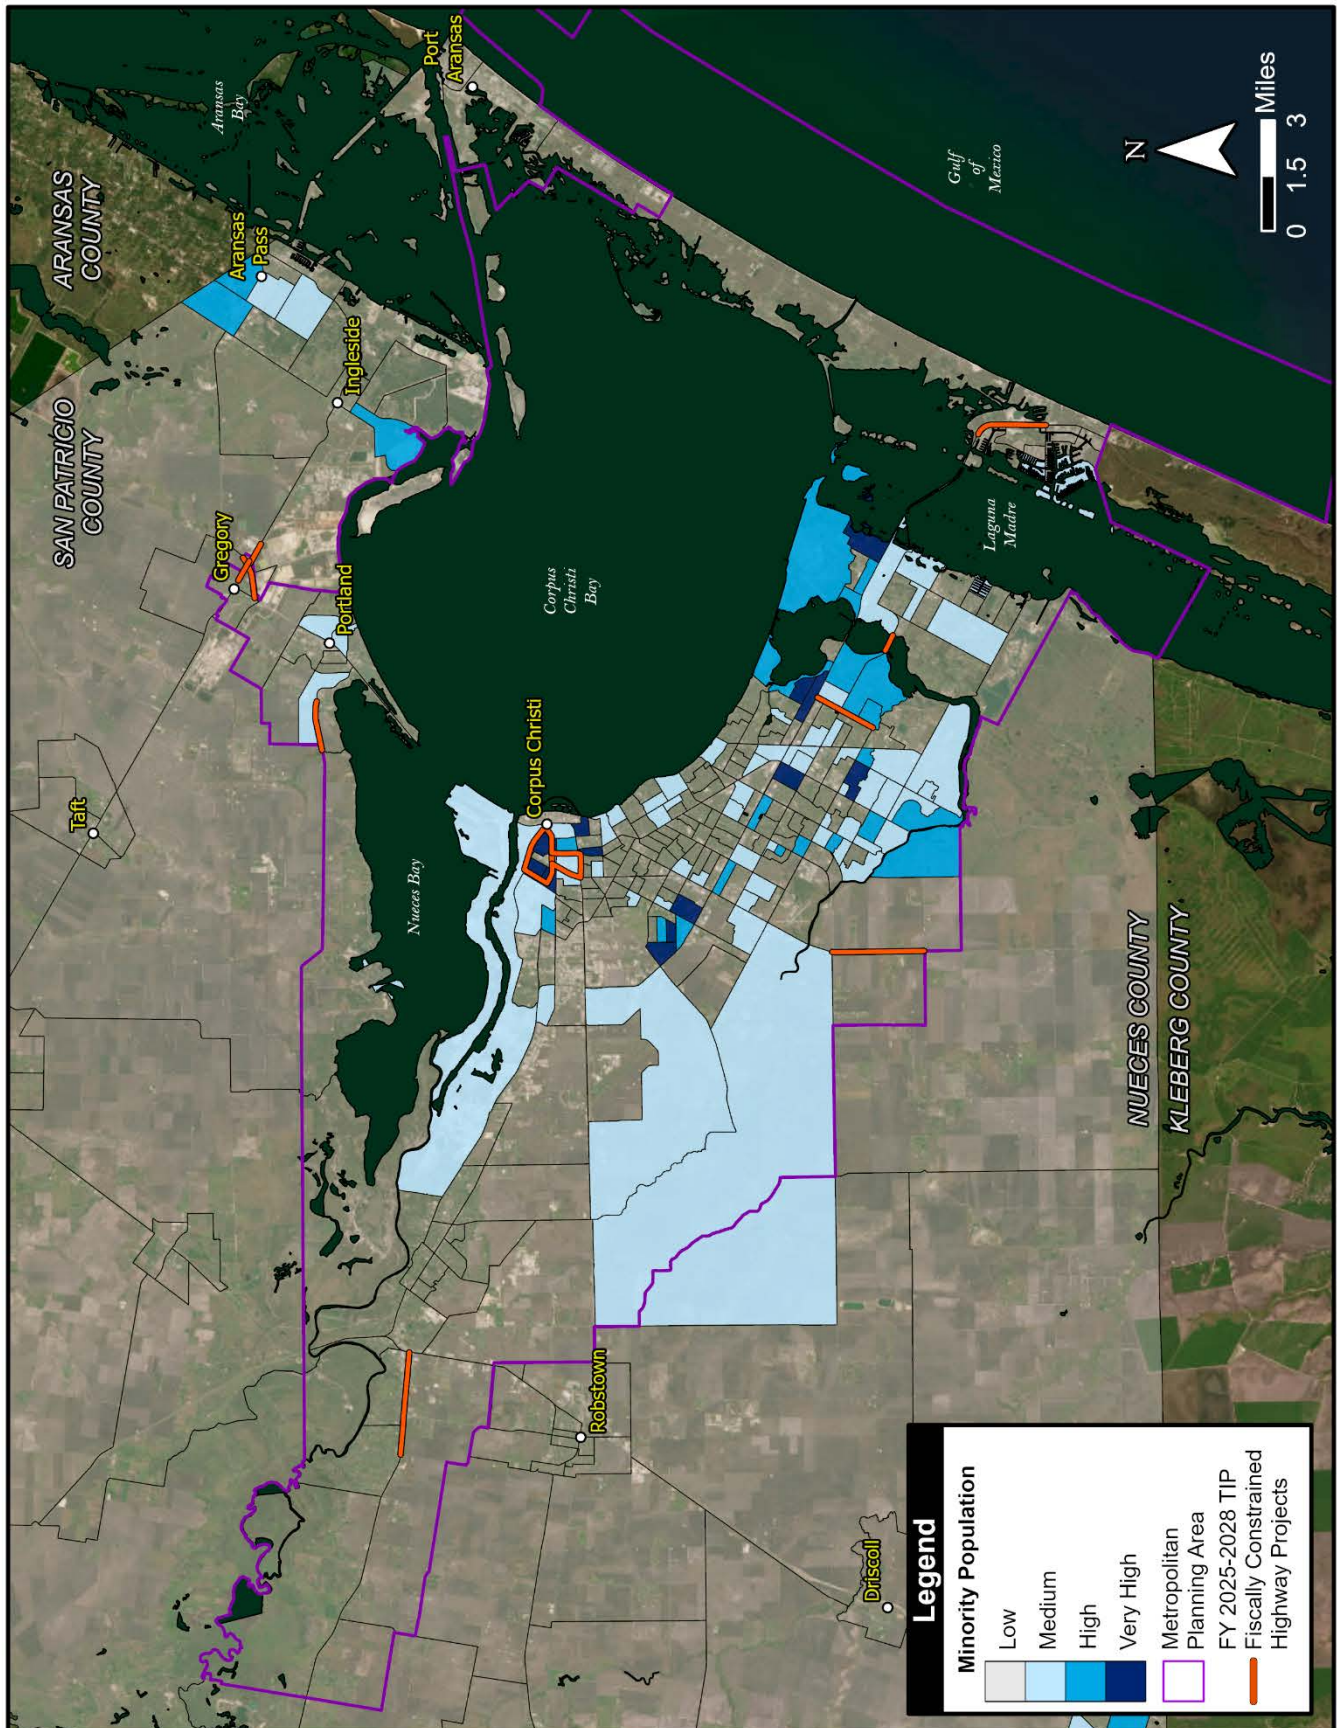 ARANSAS
COUNTY
SAN PATRICIO
COUNTY
Port
Aransas
Aransas
Bay
Aransas
Pass
Ingleside
Gregory
Portland
Taft
Corpus
Christi
Bay
Corpus Christi
Nueces Bay
Gulf
of
Mexico
Laguna
Madre
Robstown
Driscoll
NUECES COUNTY
KLEBERG COUNTY
N
0 1.5 3
Miles
Legend
Minority Population
Low
Medium
High
Very High
Metropolitan
Planning Area
FY 2025-2028 TIP
Fiscally Constrained
Highway Projects